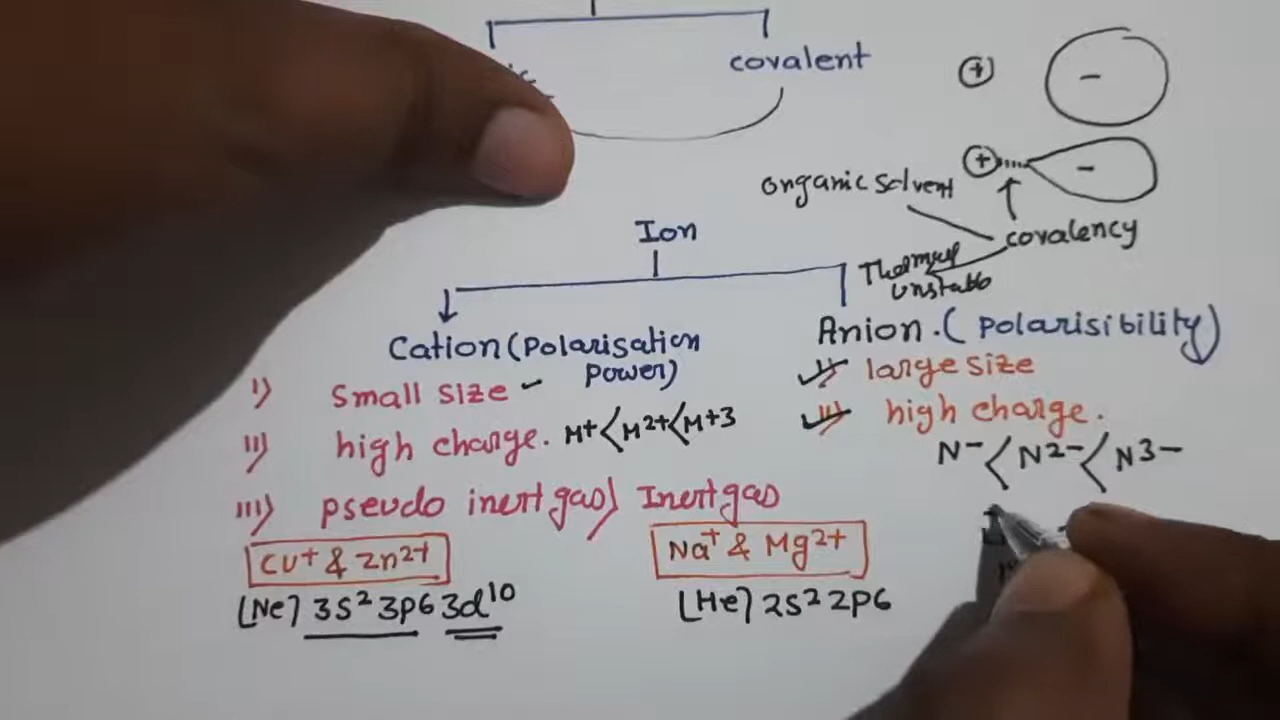 covalent
+ -
+ -
organic solvent
covalency
Ion
unstable
Cation (polarisation power)
Anion. ( polarisibility)
i) small size
ii) high charge. M+ < M2+ < M+3
iii) pseudo inert gas) Inert gas
ii) large size
iii) high charge.
N- < N2- < N3-
Cu+ & Zn2+
Na+ & Mg2+
(Ne) 3s2 3p6 3d10
(He) 2s2 2p6